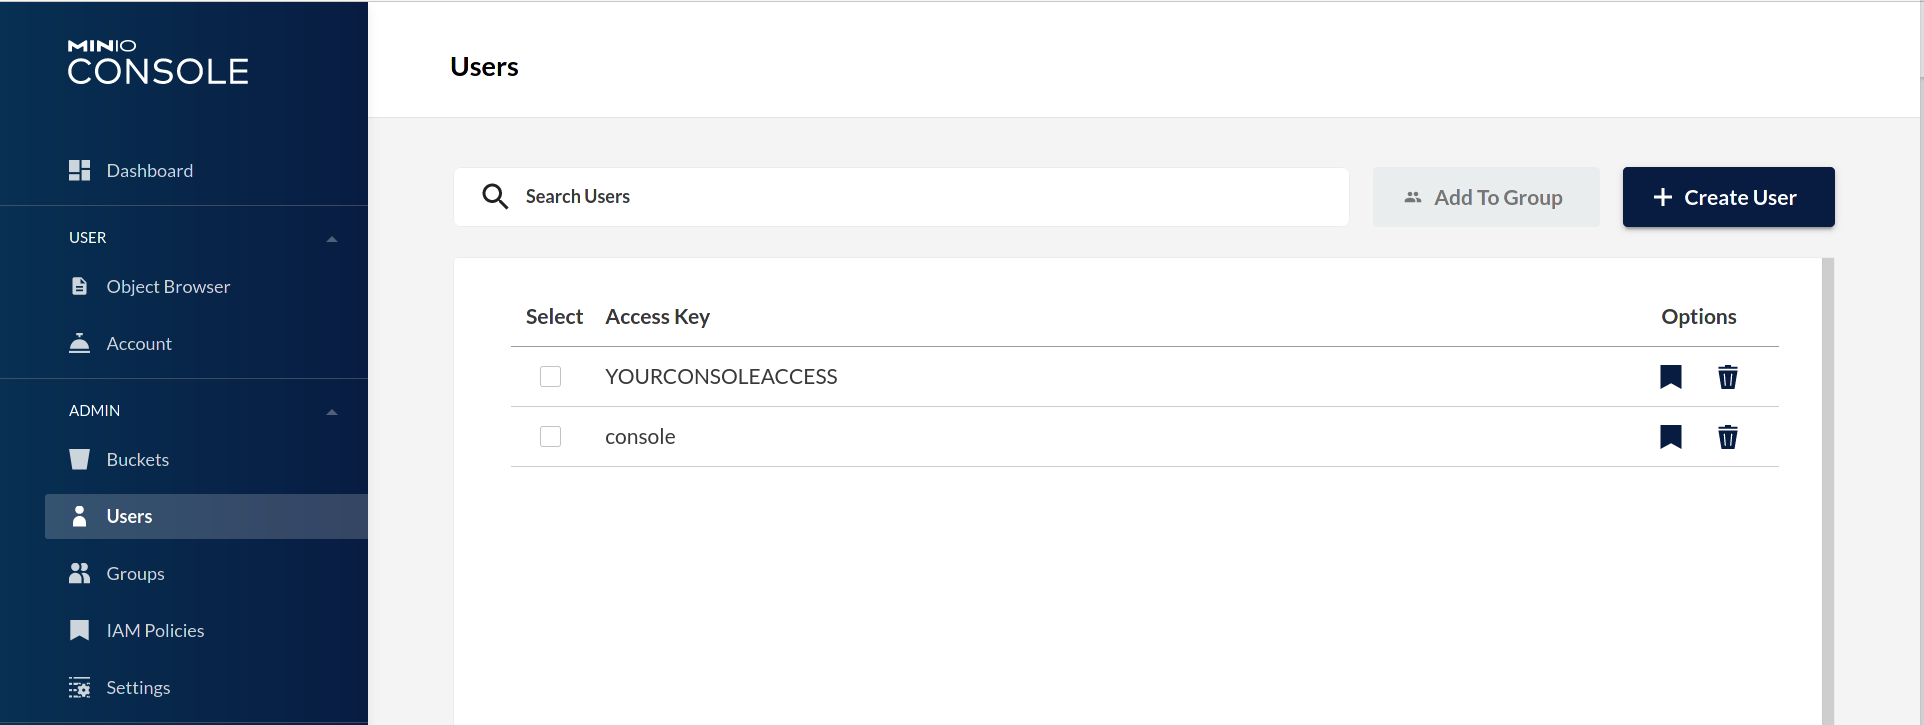 MINIO
CONSOLE
Dashboard
USER
Object Browser
Account
ADMIN
Buckets
Users
Groups
IAM Policies
Settings
Users
Search Users
Add To Group
Create User
Select Access Key Options
YOURCONSOLEACCESS
console